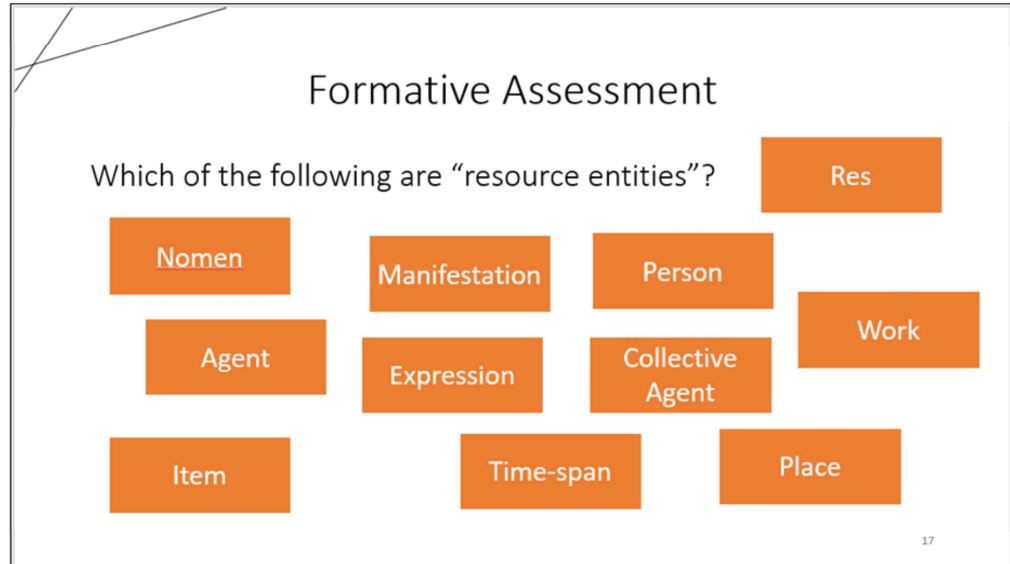 Formative Assessment
Which of the following are “resource entities”?
Res
Nomen
Manifestation
Person
Work
Agent
Expression
Collective
Agent
Item
Time-span
Place
17